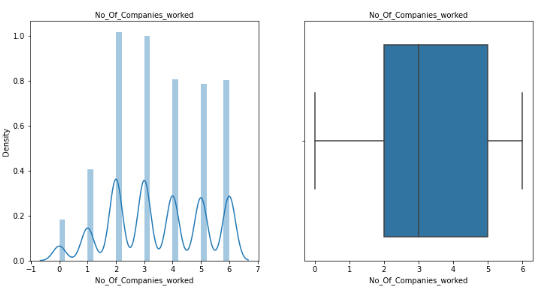 No_Of_Companies_worked
1.0
0.8
0.6
0.4
0.2
0.0
Density
−1 0 1 2 3 4 5 6 7
No_Of_Companies_worked
No_Of_Companies_worked
0 1 2 3 4 5 6
No_Of_Companies_worked